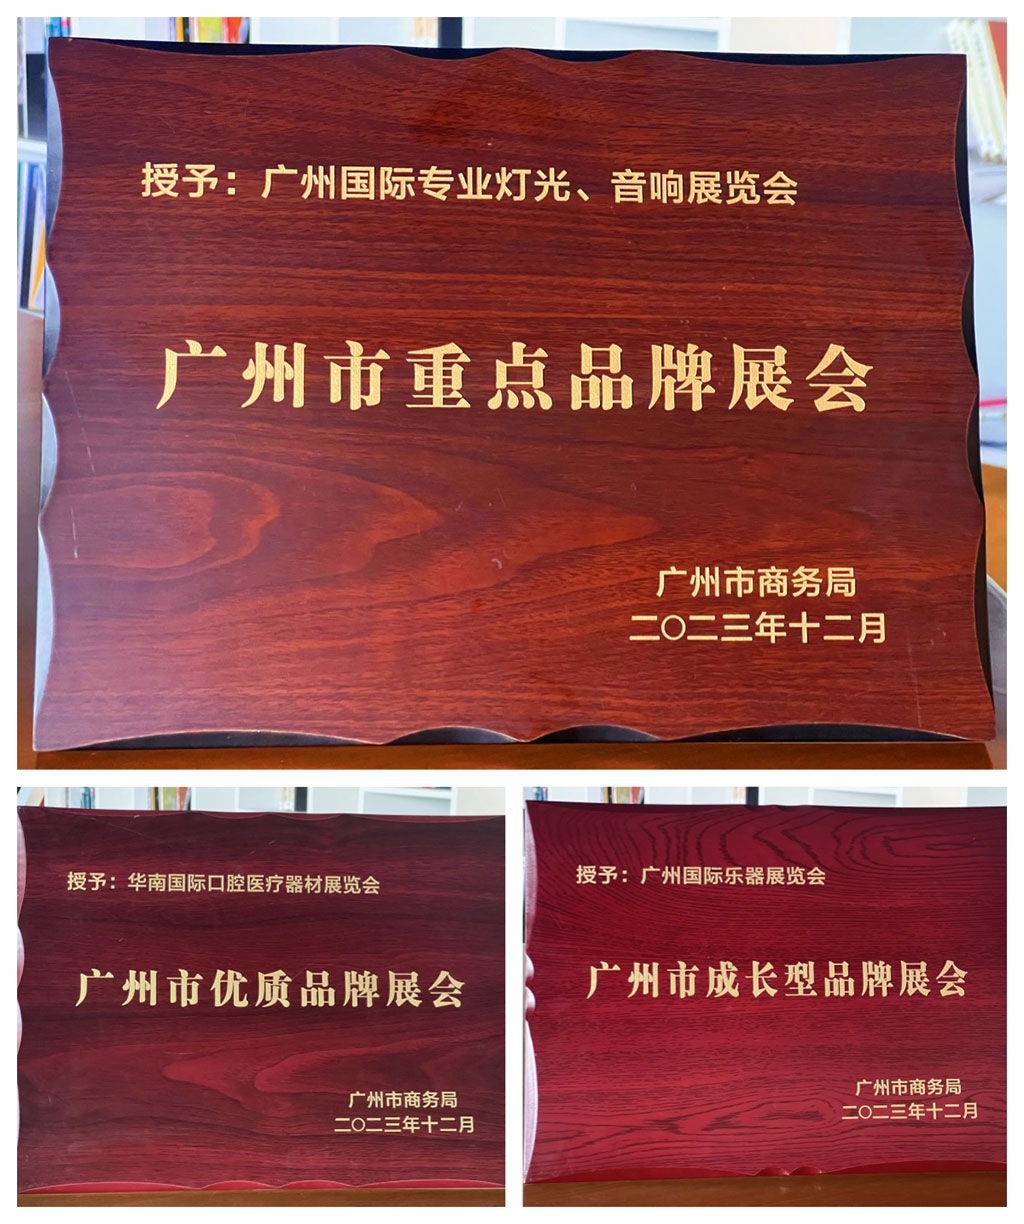 授予：广州国际专业灯光、音响展览会
广州市重点品牌展会
广州市商务局
二〇二三年十二月
授予：华南国际口腔医疗器材展览会
广州市优质品牌展会
广州市商务局
二〇二三年十二月
授予：广州国际乐器展览会
广州市成长型品牌展会
广州市商务局
二〇二三年十二月